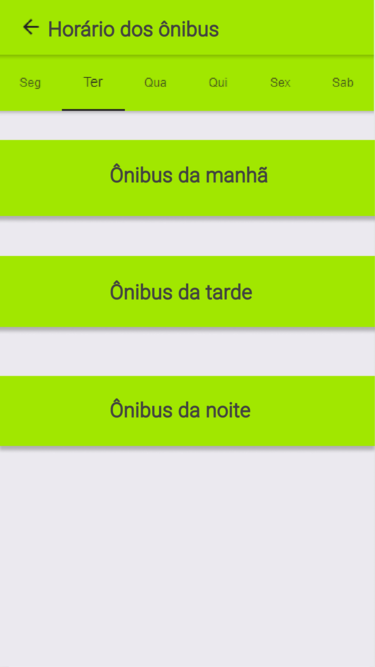 Horário dos ônibus
Seg Ter Qua Qui Sex Sab
Ônibus da manhã
Ônibus da tarde
Ônibus da noite